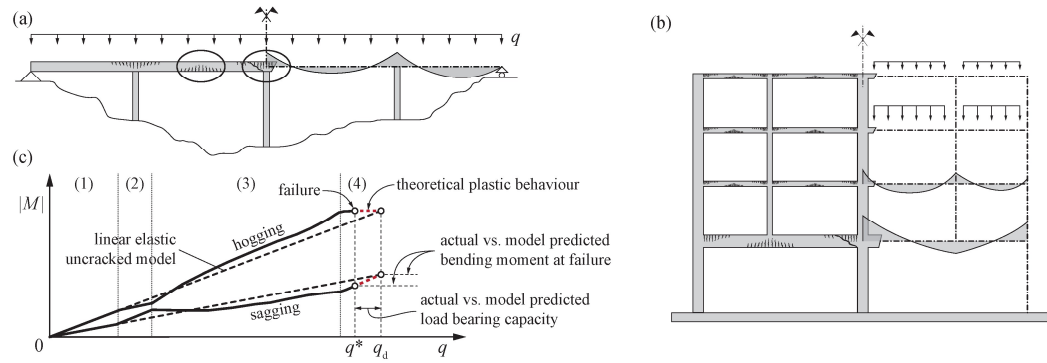 (a)
q
(b)
(c)
(1)
(2)
(3)
(4)
|M|
failure
theoretical plastic behaviour
linear elastic
uncracked model
hogging
sagging
actual vs. model predicted
bending moment at failure
actual vs. model predicted
load bearing capacity
0
q*
qd
q